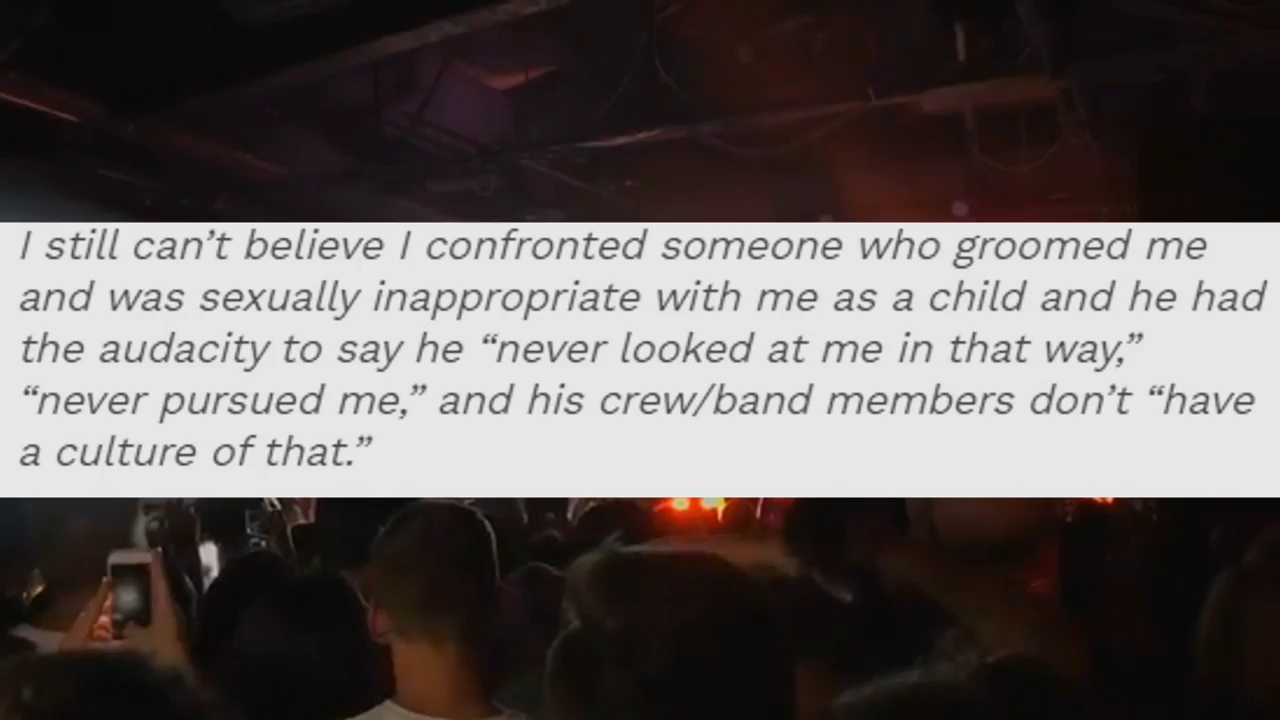 I still can’t believe I confronted someone who groomed me
and was sexually inappropriate with me as a child and he had
the audacity to say he “never looked at me in that way,”
“never pursued me,” and his crew/band members don’t “have
a culture of that.”